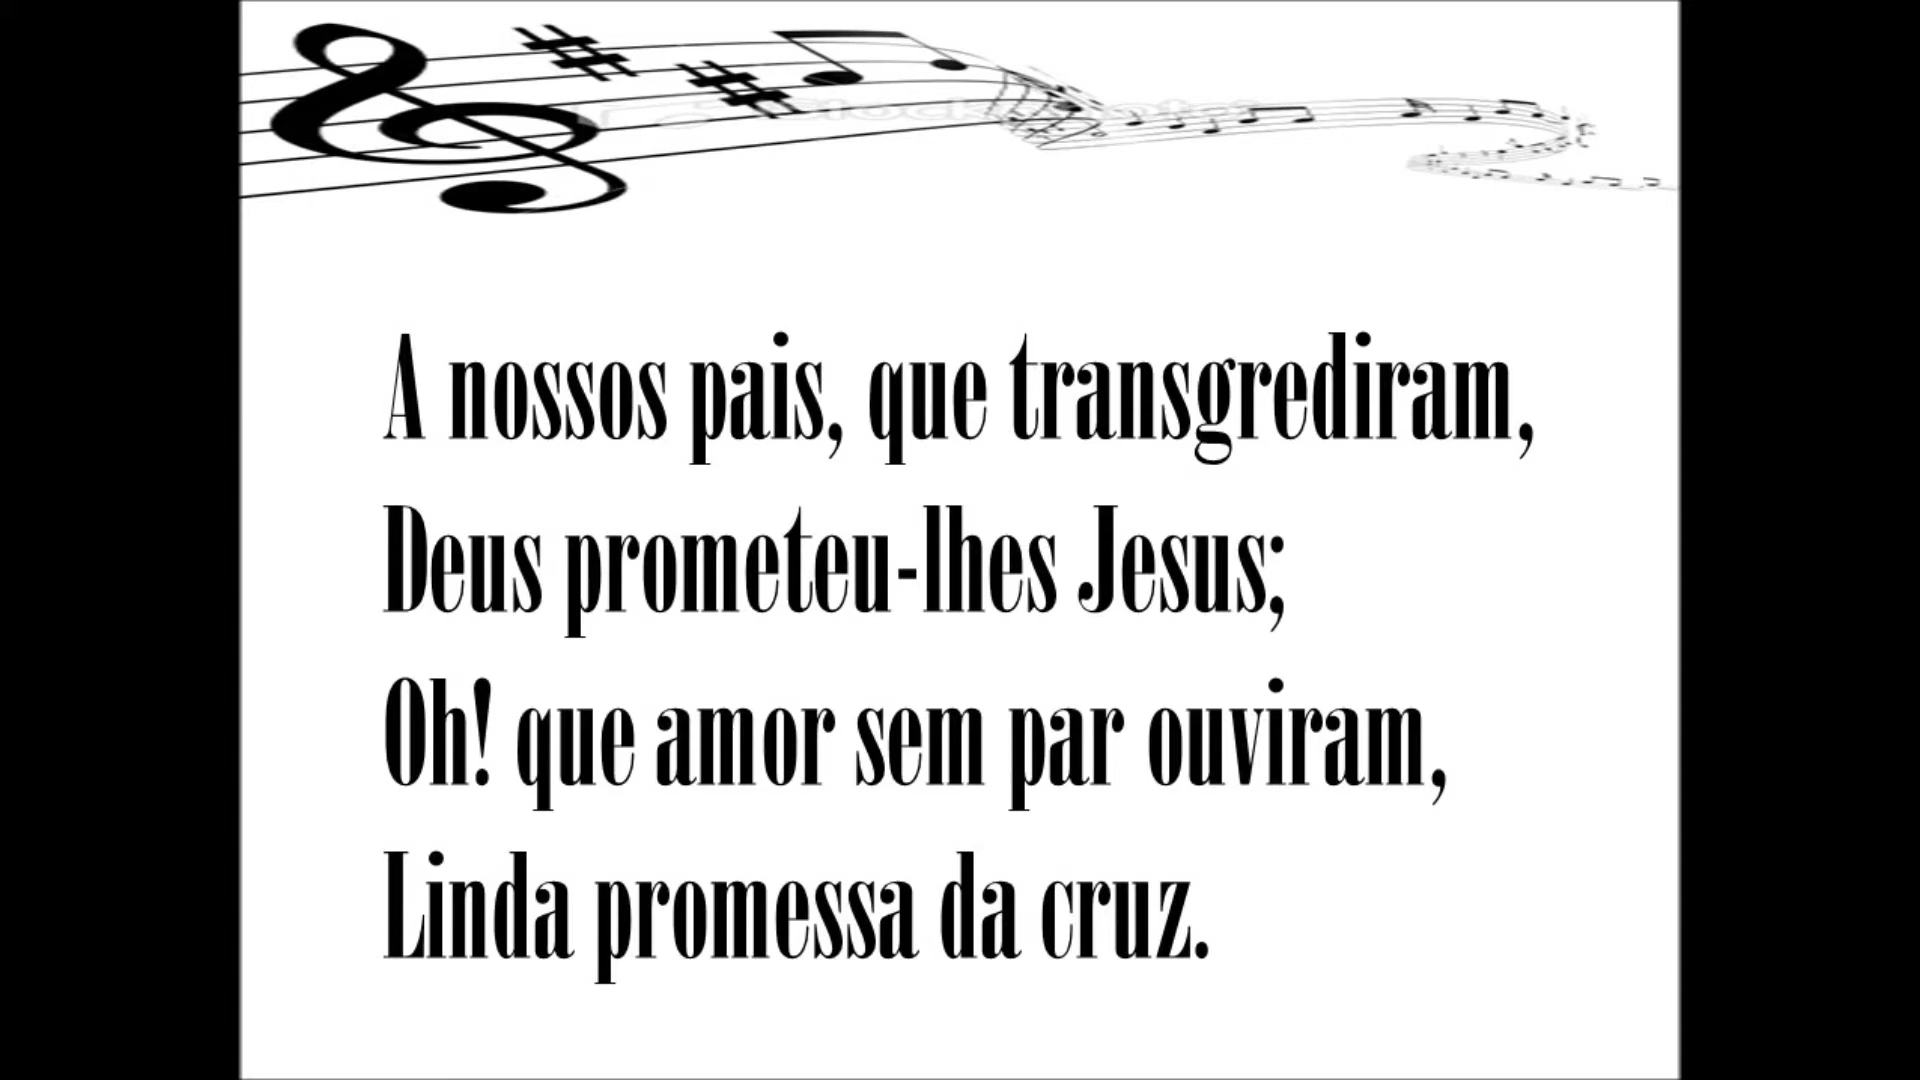 A nossos pais, que transgrediram,
Deus prometeu-lhes Jesus;
Oh! que amor sem par ouviram,
Linda promessa da cruz.